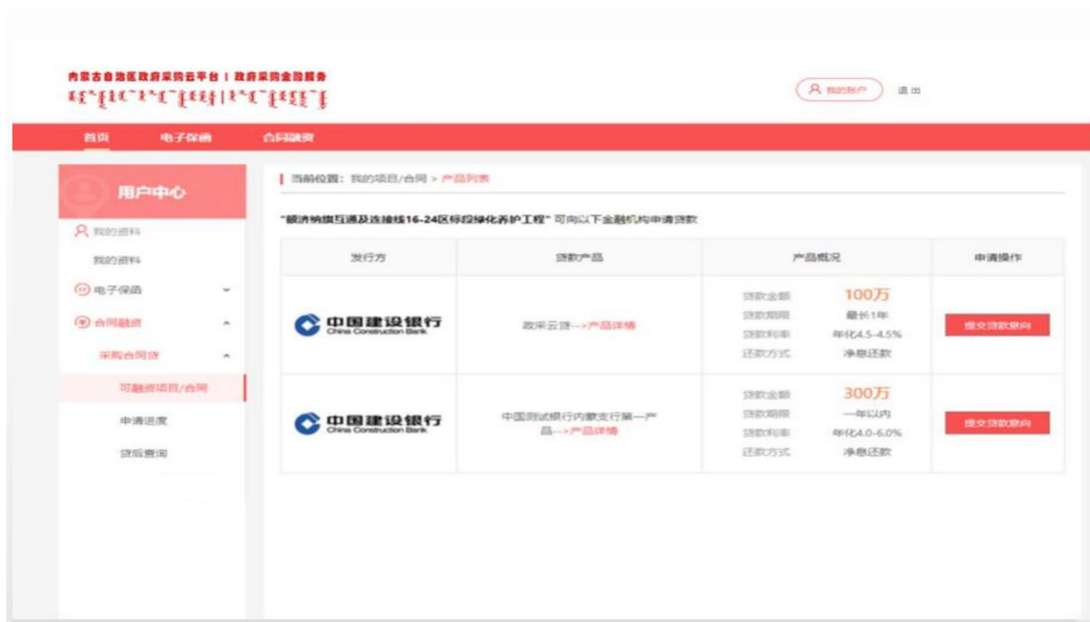 内蒙古自治区政府采购云平台 | 政府采购金融服务
我的账户
退出
首页 电子保函 合同融资
用户中心
我的资料
我的资料
电子保函
合同融资
采购合同贷
可融资项目/合同
申请进度
贷后查询
当前位置: 我的项目/合同 > 产品列表
"额济纳旗互通及连接线16-24区标段绿化养护工程" 可向以下金融机构申请贷款
发行方 贷款产品 产品概况 申请操作
中国建设银行
China Construction Bank
政采云贷-->产品详情
贷款金额 100万
贷款期限 最长1年
贷款利率 年化4.5-4.5%
还款方式 净息还款
提交贷款意向
中国建设银行
China Construction Bank
中国测试银行内蒙支行第一产
品-->产品详情
贷款金额 300万
贷款期限 一年以内
贷款利率 年化4.0-6.0%
还款方式 净息还款
提交贷款意向